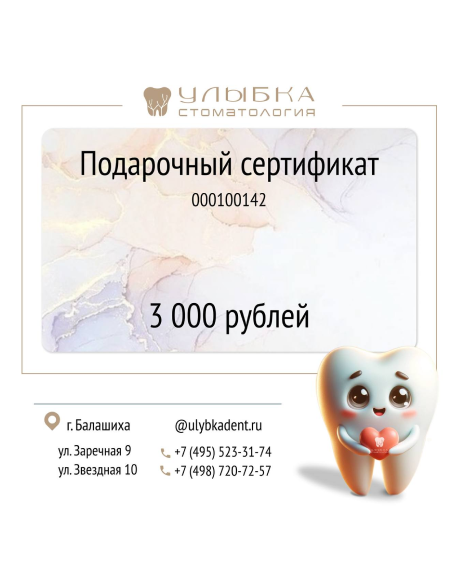 УЛЫБКА
СТОМАТОЛОГИЯ
Подарочный сертификат
000100142
3 000 рублей
г. Балашиха
@ulybkadent.ru
ул. Заречная 9
+7 (495) 523-31-74
ул. Звездная 10
+7 (498) 720-72-57